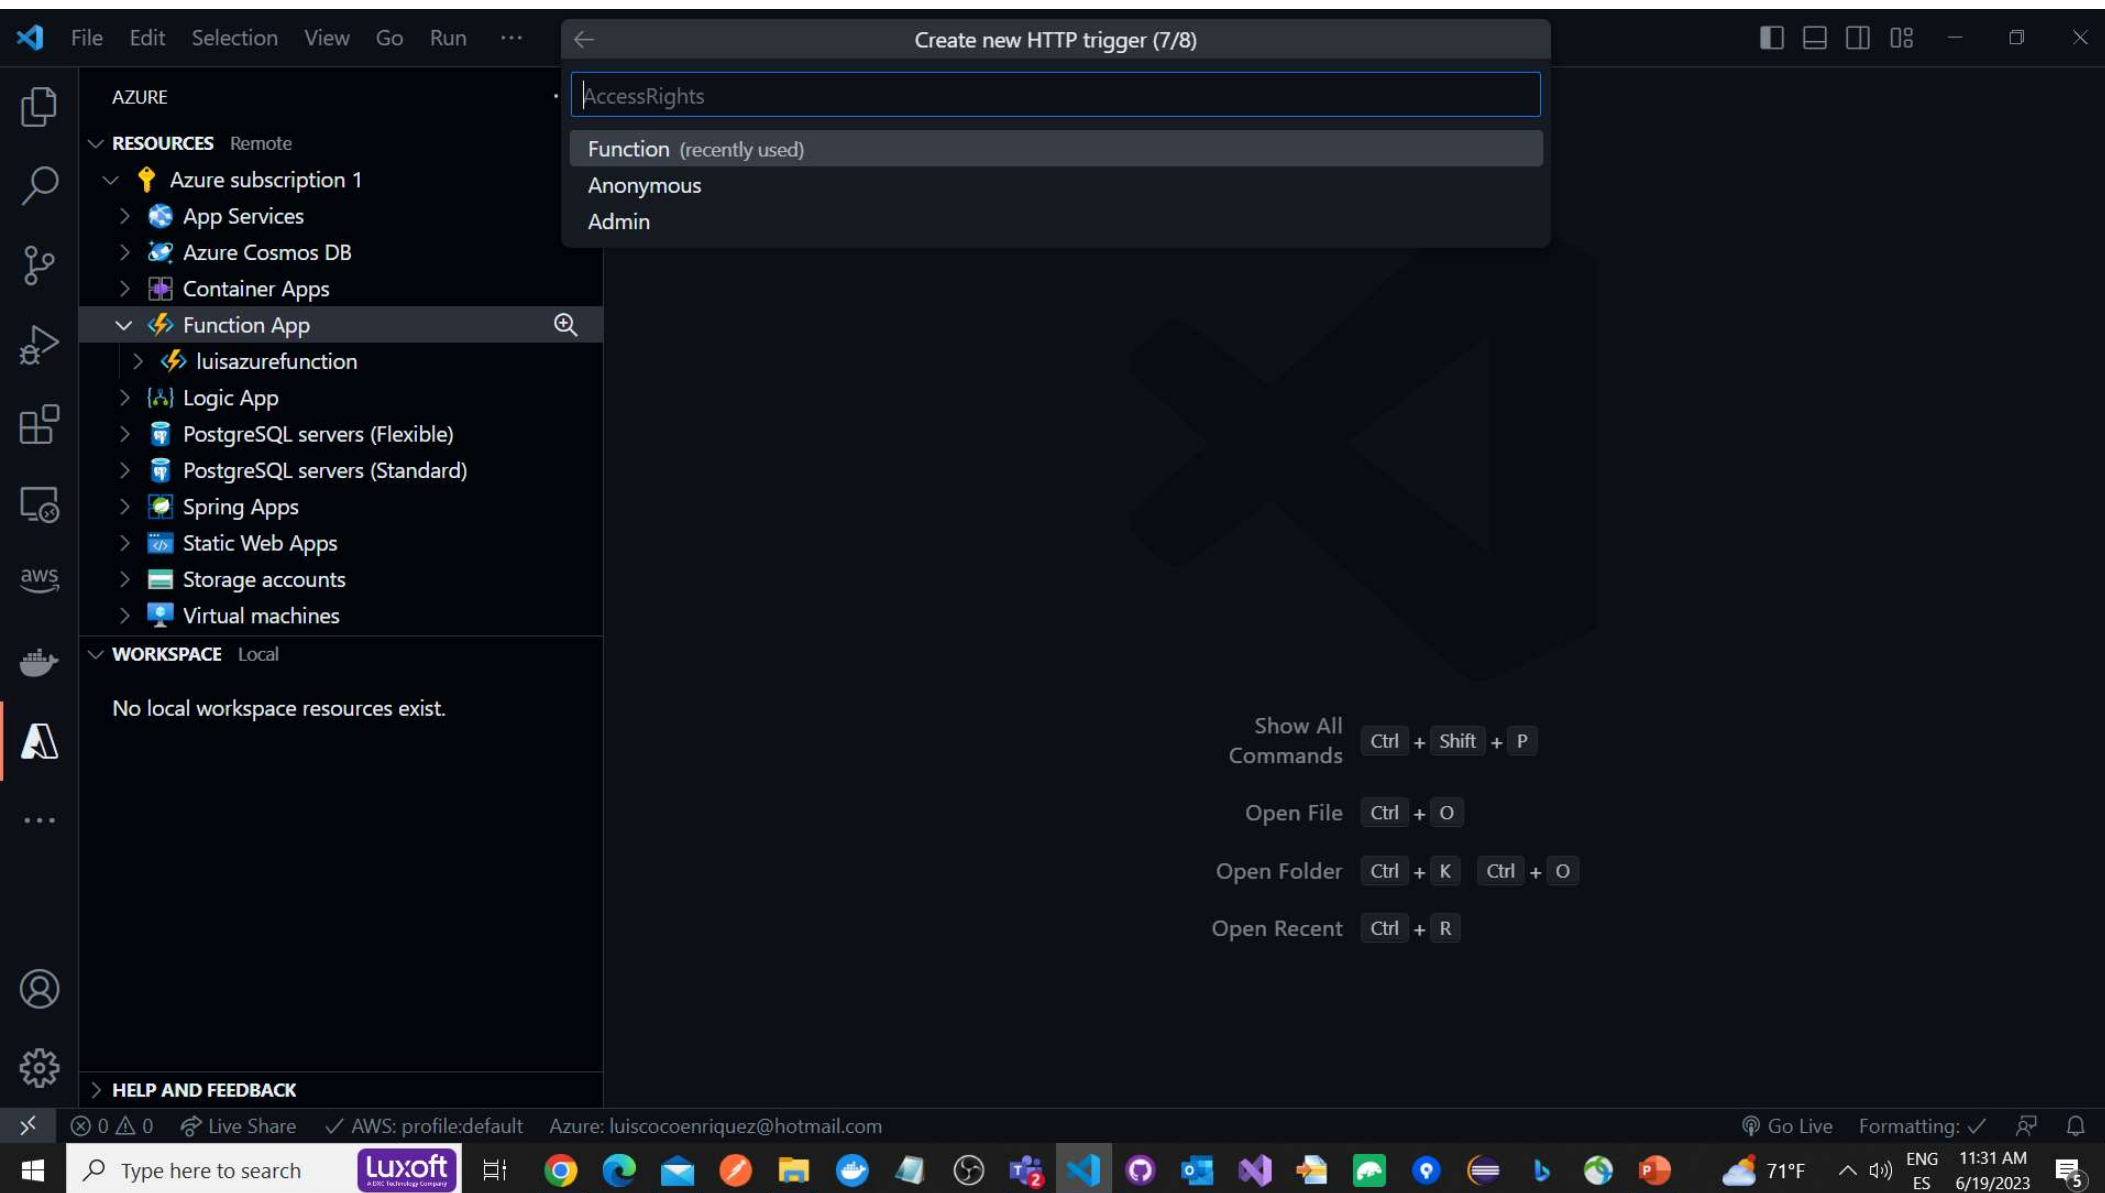 File Edit Selection View Go Run ···
Create new HTTP trigger (7/8)
AccessRights
Function (recently used)
Anonymous
Admin
AZURE
RESOURCES Remote
Azure subscription 1
App Services
Azure Cosmos DB
Container Apps
Function App
luisazurefunction
Logic App
PostgreSQL servers (Flexible)
PostgreSQL servers (Standard)
Spring Apps
Static Web Apps
Storage accounts
Virtual machines
WORKSPACE Local
No local workspace resources exist.
HELP AND FEEDBACK
aws
Show All
Commands Ctrl + Shift + P
Open File Ctrl + O
Open Folder Ctrl + K Ctrl + O
Open Recent Ctrl + R
0 0 Live Share AWS: profile:default Azure: luiscocoenriquez@hotmail.com
Go Live Formatting: ✓
Type here to search
Luxoft
A DXC Technology Company
2
71°F
ENG
ES
11:31 AM
6/19/2023
5